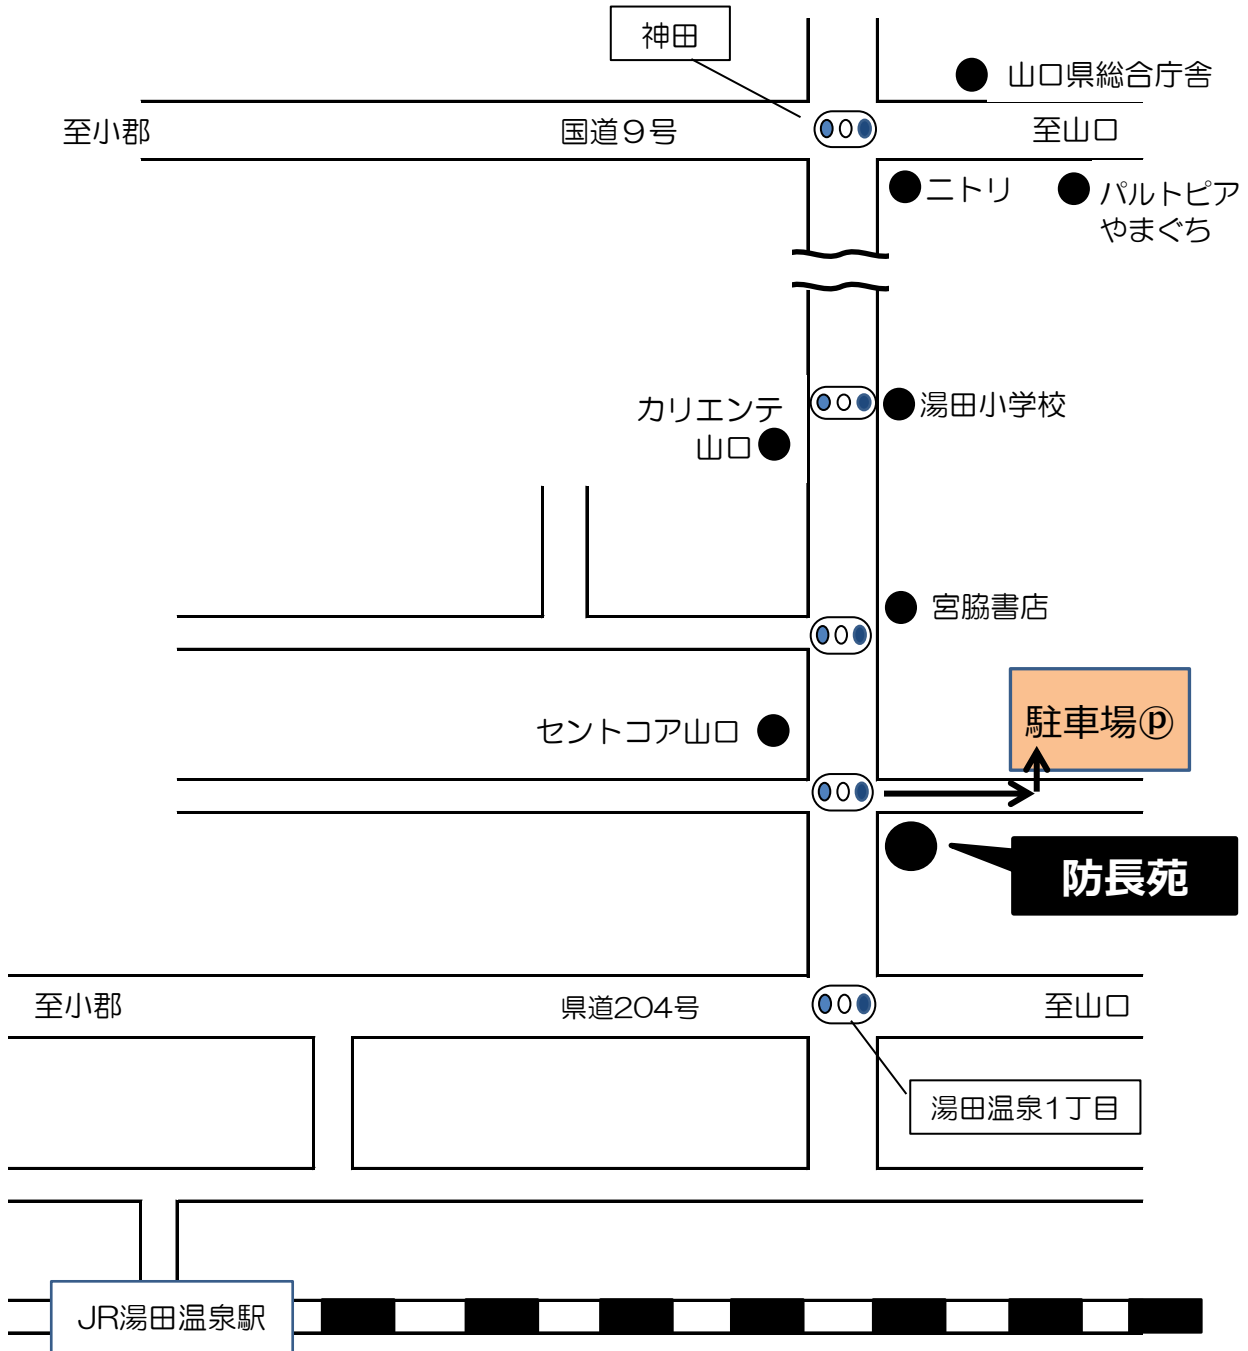 神田
山口県総合庁舎
至小郡
国道9号
至山口
ニトリ
パルトピア
やまぐち
カリエンテ
山口
湯田小学校
宮脇書店
セントコア山口
駐車場ⓟ
防長苑
至小郡
県道204号
至山口
湯田温泉1丁目
JR湯田温泉駅